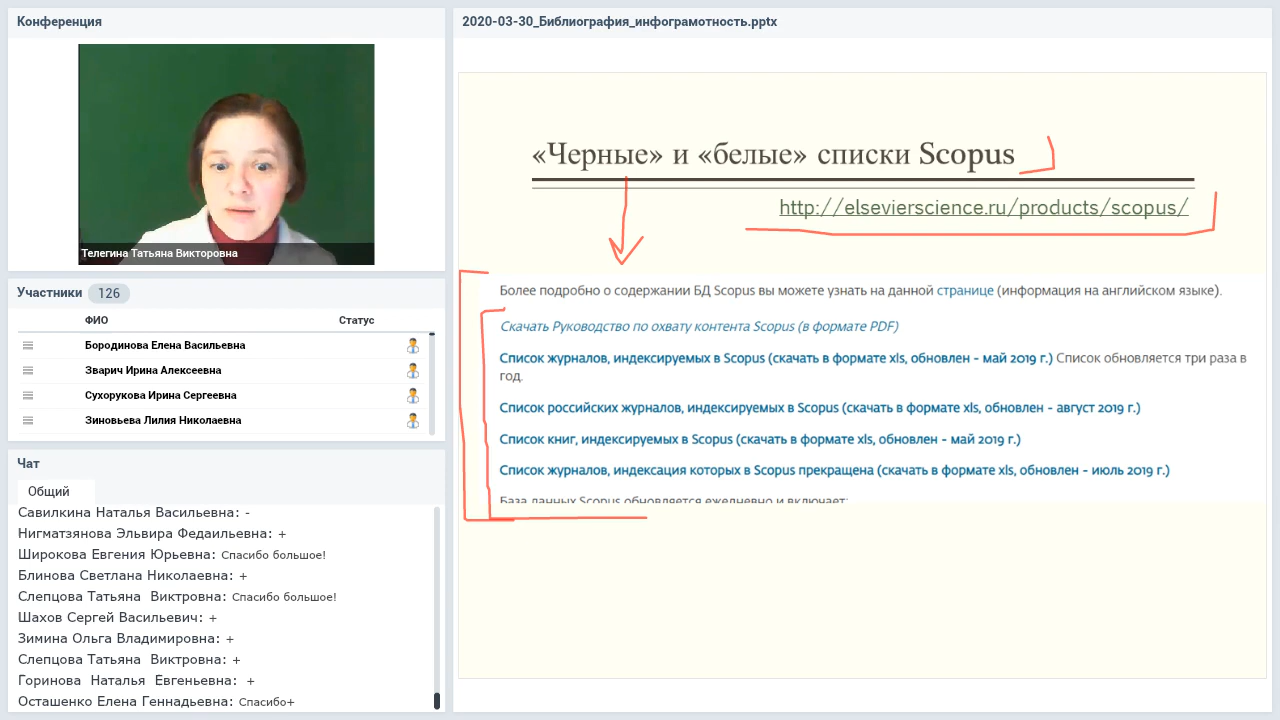 Конференция
Телегина Татьяна Викторовна
Участники 126
ФИО Статус
Бородинова Елена Васильевна
Зварич Ирина Алексеевна
Сухорукова Ирина Сергеевна
Зиновьева Лилия Николаевна
Чат
Общий
Савилкина Наталья Васильевна: -
Нигматзянова Эльвира Федаильевна: +
Широкова Евгения Юрьевна: Спасибо большое!
Блинова Светлана Николаевна: +
Слепцова Татьяна Виктровна: Спасибо большое!
Шахов Сергей Васильевич: +
Зимина Ольга Владимировна: +
Слепцова Татьяна Виктровна: +
Горинова Наталья Евгеньевна: +
Осташенко Елена Геннадьевна: Спасибо+
2020-03-30_Библиография_инфограмотность.pptx
«Черные» и «белые» списки Scopus
http://elsevierscience.ru/products/scopus/
Более подробно о содержании БД Scopus вы можете узнать на данной странице (информация на английском языке).
Скачать Руководство по охвату контента Scopus (в формате PDF)
Список журналов, индексируемых в Scopus (скачать в формате xls, обновлен - май 2019 г.) Список обновляется три раза в
год.
Список российских журналов, индексируемых в Scopus (скачать в формате xls, обновлен - август 2019 г.)
Список книг, индексируемых в Scopus (скачать в формате xls, обновлен - май 2019 г.)
Список журналов, индексация которых в Scopus прекращена (скачать в формате xls, обновлен - июль 2019 г.)
База данных Scopus обновляется ежедневно и включает: